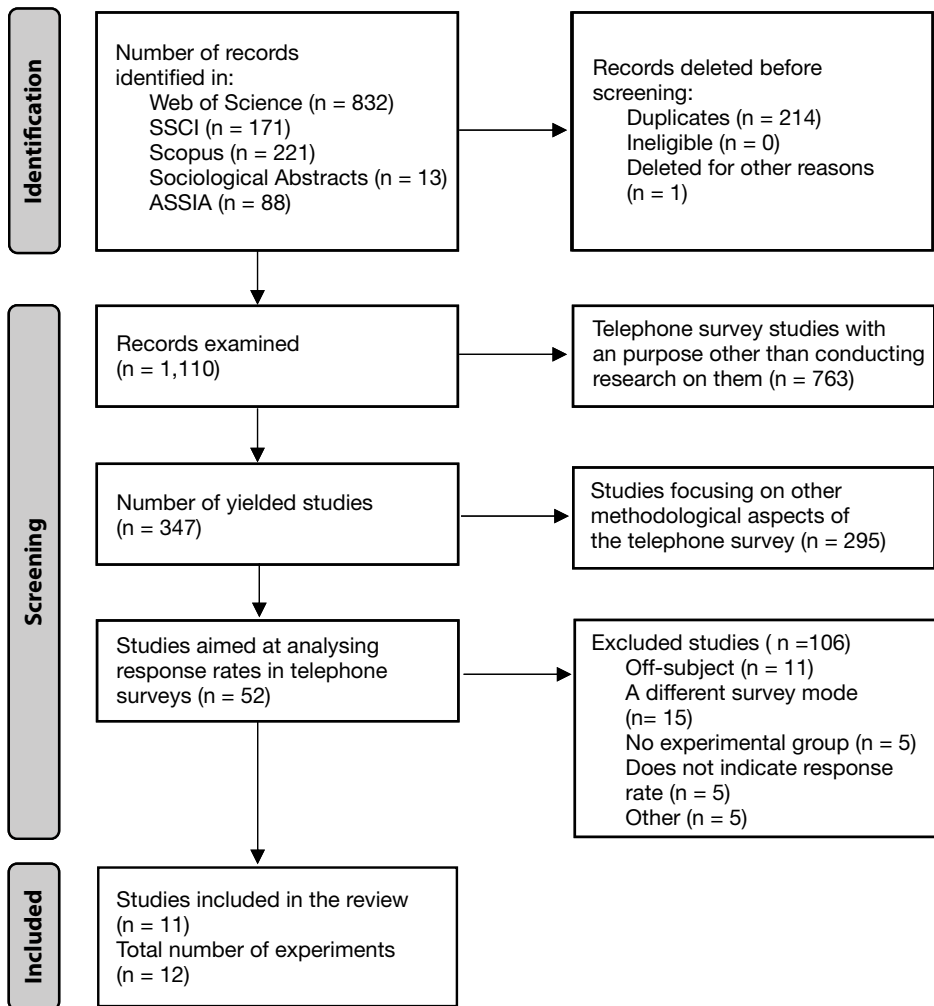 Identification
Number of records
identified in:
Web of Science (n = 832)
SSCI (n = 171)
Scopus (n = 221)
Sociological Abstracts (n = 13)
ASSIA (n = 88)
Records deleted before
screening:
Duplicates (n = 214)
Ineligible (n = 0)
Deleted for other reasons
(n = 1)
Screening
Records examined
(n = 1,110)
Telephone survey studies with
an purpose other than conducting
research on them (n = 763)
Number of yielded studies
(n = 347)
Studies focusing on other
methodological aspects of
the telephone survey (n = 295)
Studies aimed at analysing
response rates in telephone
surveys (n = 52)
Excluded studies ( n =106)
Off-subject (n = 11)
A different survey mode
(n= 15)
No experimental group (n = 5)
Does not indicate response
rate (n = 5)
Other (n = 5)
Included
Studies included in the review
(n = 11)
Total number of experiments
(n = 12)